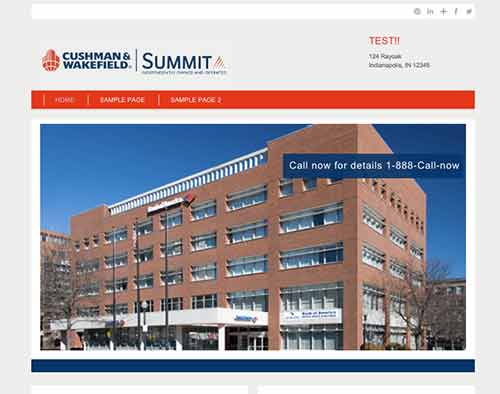 TEST!!
CUSHMAN &
WAKEFIELD®
SUMMIT
INDEPENDENTLY OWNED AND OPERATED
124 Rayoak
Indianapolis, IN 12345
HOME
SAMPLE PAGE
SAMPLE PAGE 2
Call now for details 1-888-Call-now
Bank of America